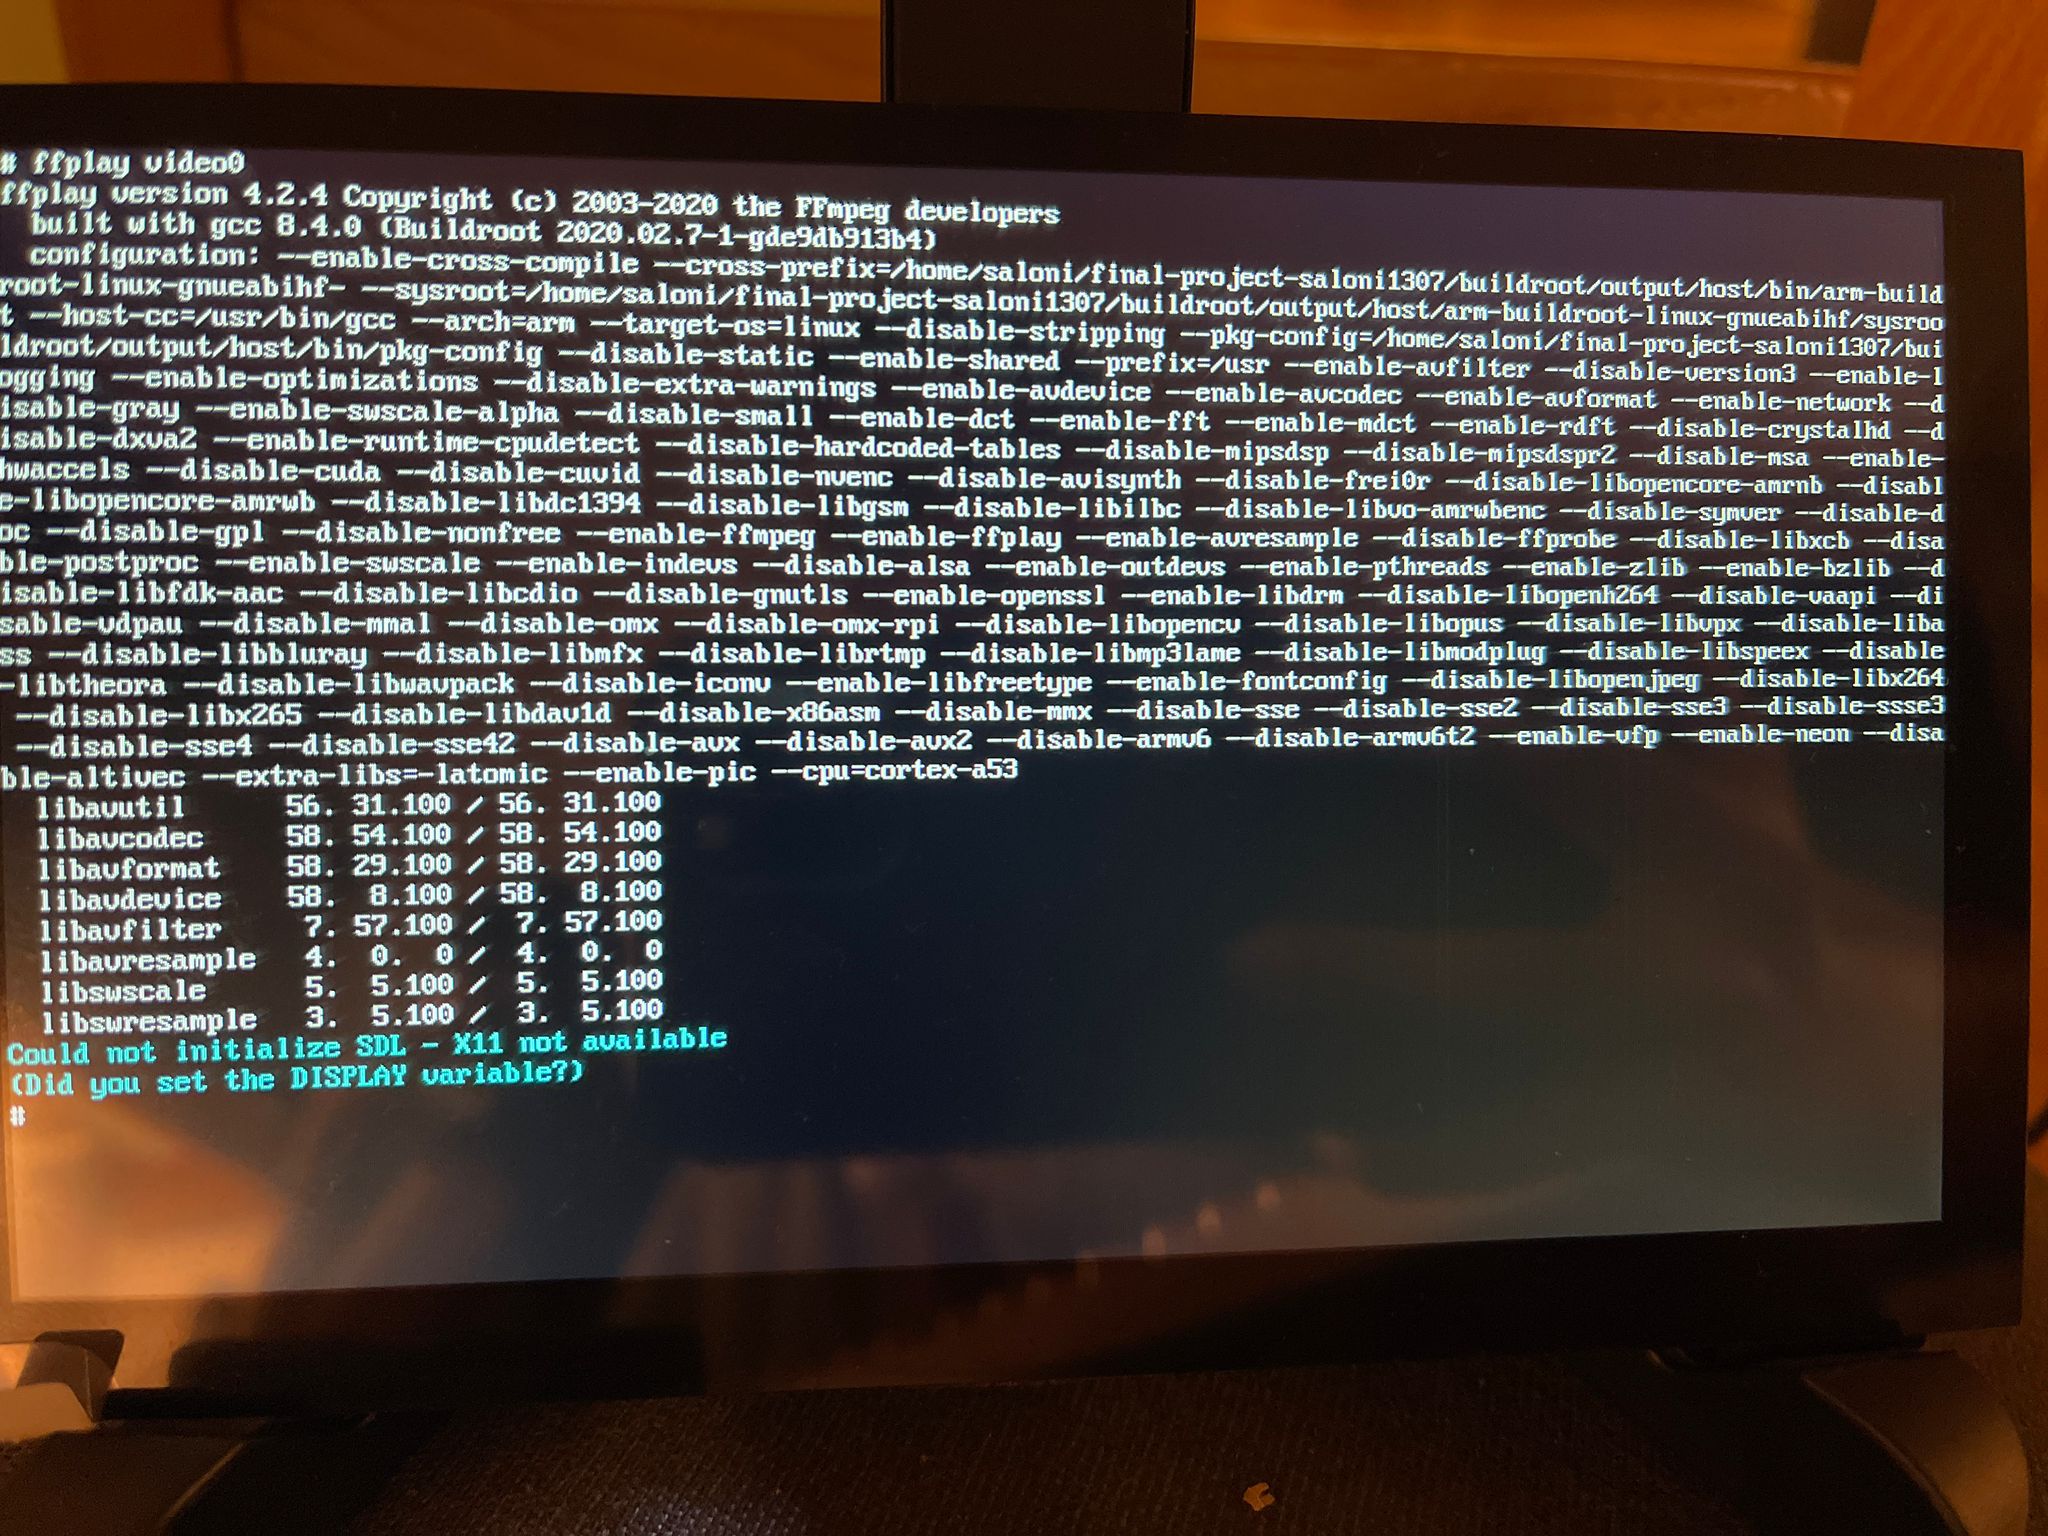 # ffplay video0
ffplay version 4.2.4 Copyright (c) 2003-2020 the FFmpeg developers
  built with gcc 8.4.0 (Buildroot 2020.02.7-1-gde9db913b4)
  configuration: --enable-cross-compile --cross-prefix=/home/saloni/final-project-saloni1307/buildroot/output/host/bin/arm-build
root-linux-gnueabihf- --sysroot=/home/saloni/final-project-saloni1307/buildroot/output/host/arm-buildroot-linux-gnueabihf/sysroo
t --host-cc=/usr/bin/gcc --arch=arm --target-os=linux --disable-stripping --pkg-config=/home/saloni/final-project-saloni1307/bui
ldroot/output/host/bin/pkg-config --disable-static --enable-shared --prefix=/usr --enable-avfilter --disable-version3 --enable-l
ogging --enable-optimizations --disable-extra-warnings --enable-avdevice --enable-avcodec --enable-avformat --enable-network --d
isable-gray --enable-swscale-alpha --disable-small --enable-dct --enable-fft --enable-mdct --enable-rdft --disable-crystalhd --d
isable-dxva2 --enable-runtime-cpudetect --disable-hardcoded-tables --disable-mipsdsp --disable-mipsdspr2 --disable-msa --enable-
hwaccels --disable-cuda --disable-cuvid --disable-nvenc --disable-avisynth --disable-frei0r --disable-libopencore-amrnb --disabl
e-libopencore-amrwb --disable-libdc1394 --disable-libgsm --disable-libilbc --disable-libvo-amrwbenc --disable-symver --disable-d
oc --disable-gpl --disable-nonfree --enable-ffmpeg --enable-ffplay --enable-avresample --disable-ffprobe --disable-libxcb --disa
ble-postproc --enable-swscale --enable-indevs --disable-alsa --enable-outdevs --enable-pthreads --enable-zlib --enable-bzlib --d
isable-libfdk-aac --disable-libcdio --disable-gnutls --enable-openssl --enable-libdrm --disable-libopenh264 --disable-vaapi --di
sable-vdpau --disable-mmal --disable-omx --disable-omx-rpi --disable-libopencv --disable-libopus --disable-libvpx --disable-liba
ss --disable-libbluray --disable-libmfx --disable-librtmp --disable-libmp3lame --disable-libmodplug --disable-libspeex --disable
-libtheora --disable-libwavpack --disable-iconv --enable-libfreetype --enable-fontconfig --disable-libopenjpeg --disable-libx264
 --disable-libx265 --disable-libdav1d --disable-x86asm --disable-mmx --disable-sse --disable-sse2 --disable-sse3 --disable-ssse3
 --disable-sse4 --disable-sse42 --disable-avx --disable-avx2 --disable-armv6 --disable-armv6t2 --enable-vfp --enable-neon --disa
ble-altivec --extra-libs=-latomic --enable-pic --cpu=cortex-a53
  libavutil      56. 31.100 / 56. 31.100
  libavcodec     58. 54.100 / 58. 54.100
  libavformat    58. 29.100 / 58. 29.100
  libavdevice    58.  8.100 / 58.  8.100
  libavfilter     7. 57.100 /  7. 57.100
  libavresample   4.  0.  0 /  4.  0.  0
  libswscale      5.  5.100 /  5.  5.100
  libswresample   3.  5.100 /  3.  5.100
Could not initialize SDL - X11 not available
(Did you set the DISPLAY variable?)
#